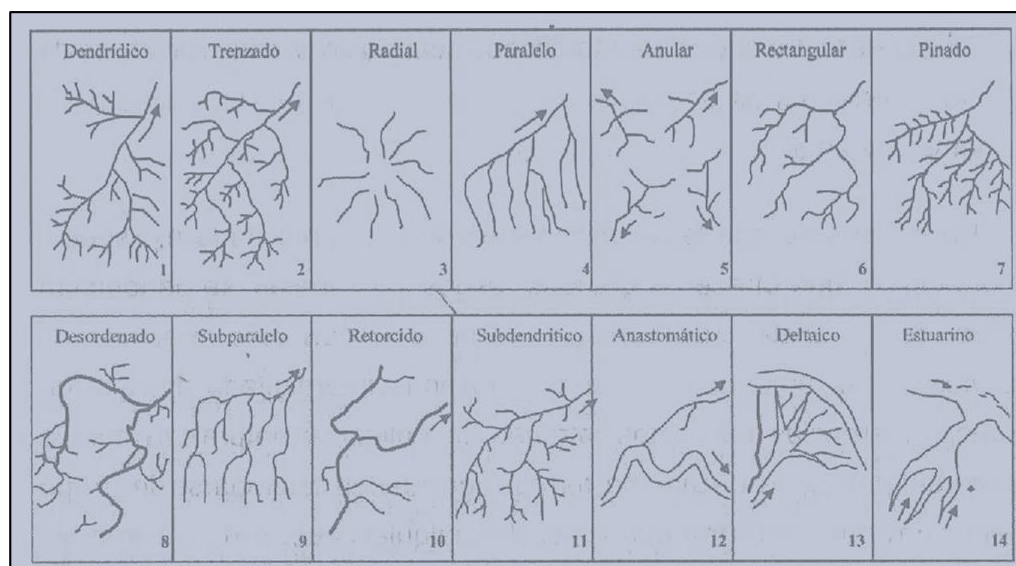 Dendrídico Trenzado Radial Paralelo Anular Rectangular Pinado
1 2 3 4 5 6 7
Desordenado Subparalelo Retorcido Subdendrítico Anastomático Deltaico Estuarino
8 9 10 11 12 13 14